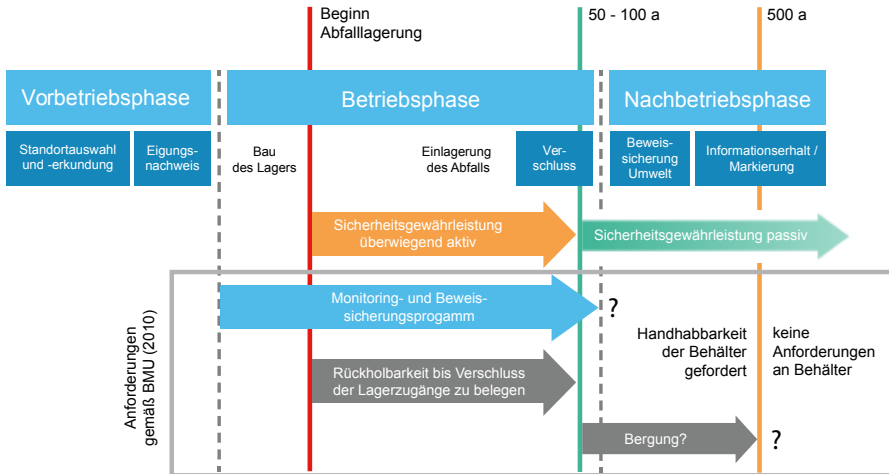 Beginn
Abfalllagerung
50 - 100 a
500 a
Vorbetriebsphase
Betriebsphase
Nachbetriebsphase
Standortauswahl
und -erkundung
Eigungs-
nachweis
Bau
des Lagers
Einlagerung
des Abfalls
Ver-
schluss
Beweis-
sicherung
Umwelt
Informationserhalt /
Markierung
Sicherheitsgewährleistung
überwiegend aktiv
Sicherheitsgewährleistung passiv
Anforderungen
gemäß BMU (2010)
Monitoring- und Beweis-
sicherungsprogamm
?
Rückholbarkeit bis Verschluss
der Lagerzugänge zu belegen
Handhabbarkeit
der Behälter
gefordert
keine
Anforderungen
an Behälter
Bergung?
?